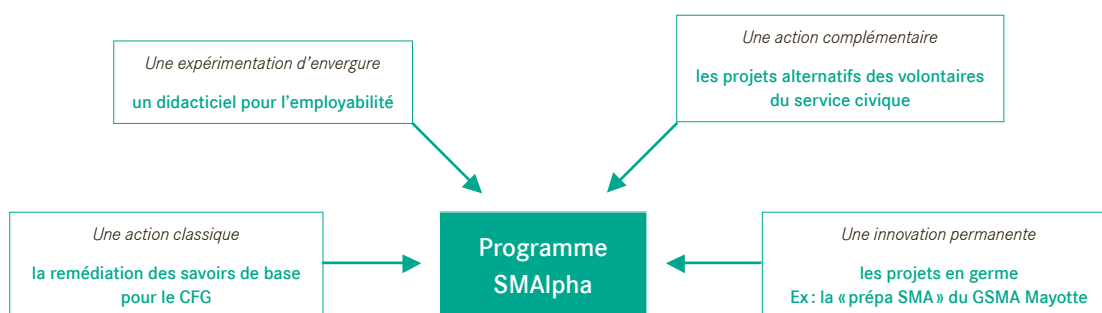 Une expérimentation d’envergure
un didacticiel pour l’employabilité
Une action complémentaire
les projets alternatifs des volontaires
du service civique
Une action classique
la remédiation des savoirs de base
pour le CFG
Programme
SMAlpha
Une innovation permanente
les projets en germe
Ex : la « prépa SMA » du GSMA Mayotte